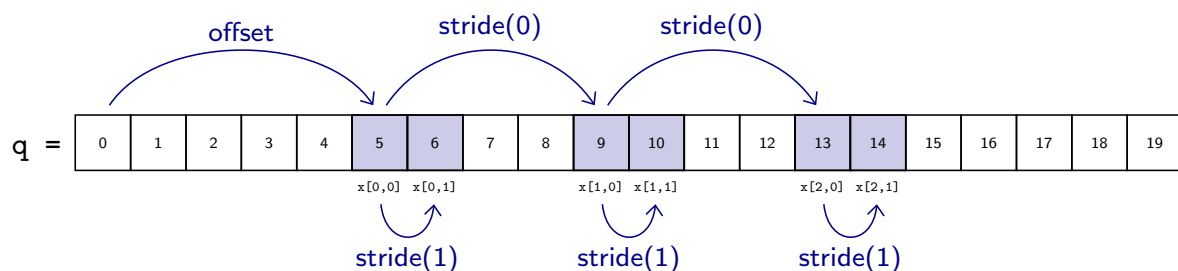 offset stride(0) stride(0)
q = 0 1 2 3 4 5 6 7 8 9 10 11 12 13 14 15 16 17 18 19
x[0,0] x[0,1] x[1,0] x[1,1] x[2,0] x[2,1]
stride(1) stride(1) stride(1)